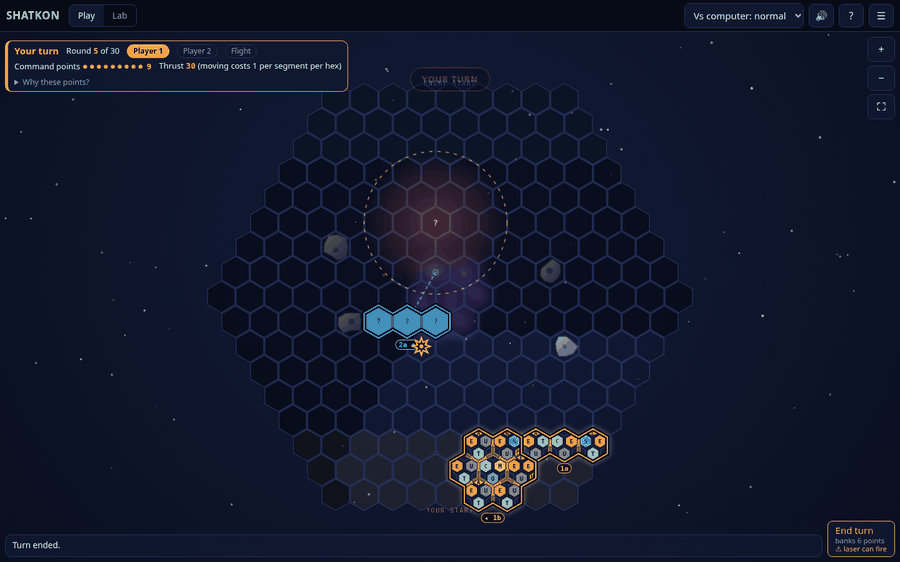 SHATKON
Play
Lab
Vs computer: normal
?
Your turn Round 5 of 30 Player 1 Player 2 Flight
Command points 9 Thrust 30 (moving costs 1 per segment per hex)
Why these points?
YOUR TURN
+
−
?
? ? ?
2a
E U E
E T C E E
T U U U T
1a
E U C M E E
T O U
E U E U
T T
YOUR START
1b
Turn ended.
End turn
banks 6 points
⚠ laser can fire